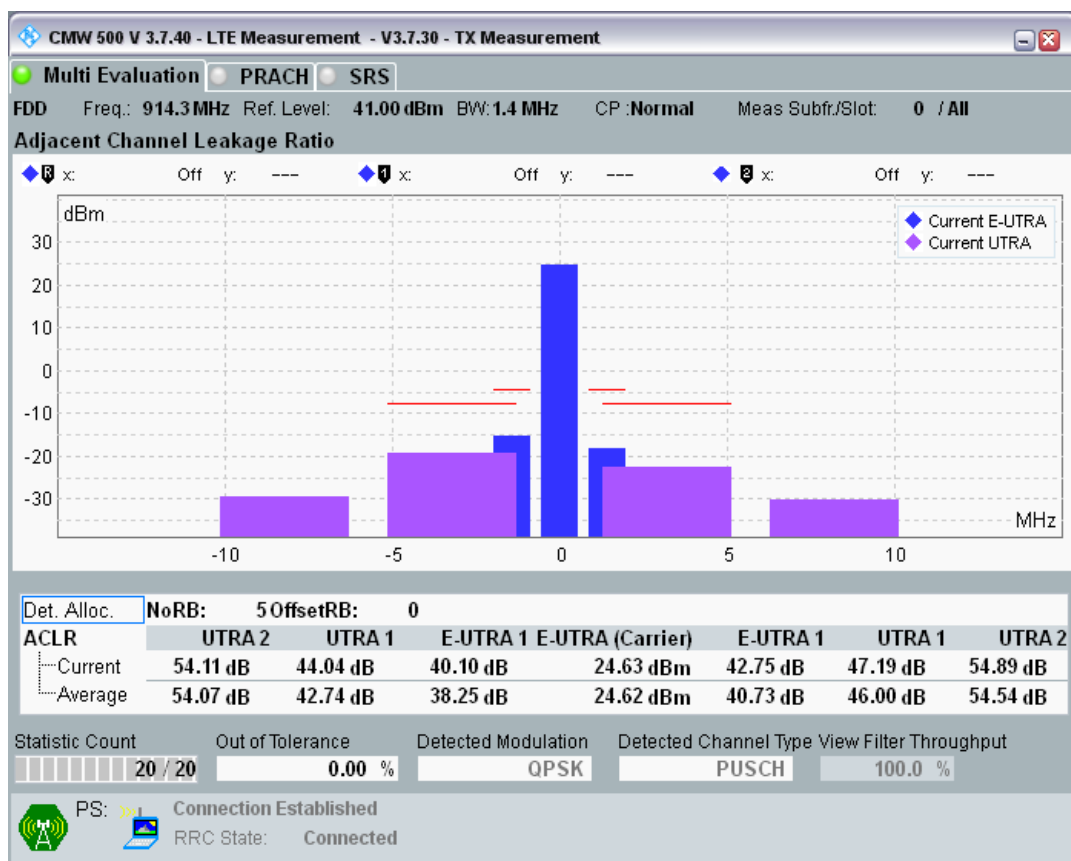 CMW 500 V 3.7.40 - LTE Measurement - V3.7.30 - TX Measurement
Multi Evaluation PRACH SRS
FDD Freq.: 914.3 MHz Ref. Level: 41.00 dBm BW: 1.4 MHz CP :Normal Meas Subfr./Slot: 0 / All
Adjacent Channel Leakage Ratio
R x: Off y: --- 1 x: Off y: --- 2 x: Off y: ---
dBm
Current E-UTRA
Current UTRA
30
20
10
0
-10
-20
-30
MHz
-10 -5 0 5 10
Det. Alloc. NoRB: 5 OffsetRB: 0
ACLR UTRA 2 UTRA 1 E-UTRA 1 E-UTRA (Carrier) E-UTRA 1 UTRA 1 UTRA 2
Current 54.11 dB 44.04 dB 40.10 dB 24.63 dBm 42.75 dB 47.19 dB 54.89 dB
Average 54.07 dB 42.74 dB 38.25 dB 24.62 dBm 40.73 dB 46.00 dB 54.54 dB
Statistic Count Out of Tolerance Detected Modulation Detected Channel Type View Filter Throughput
20 / 20 0.00 % QPSK PUSCH 100.0 %
PS: Connection Established
RRC State: Connected